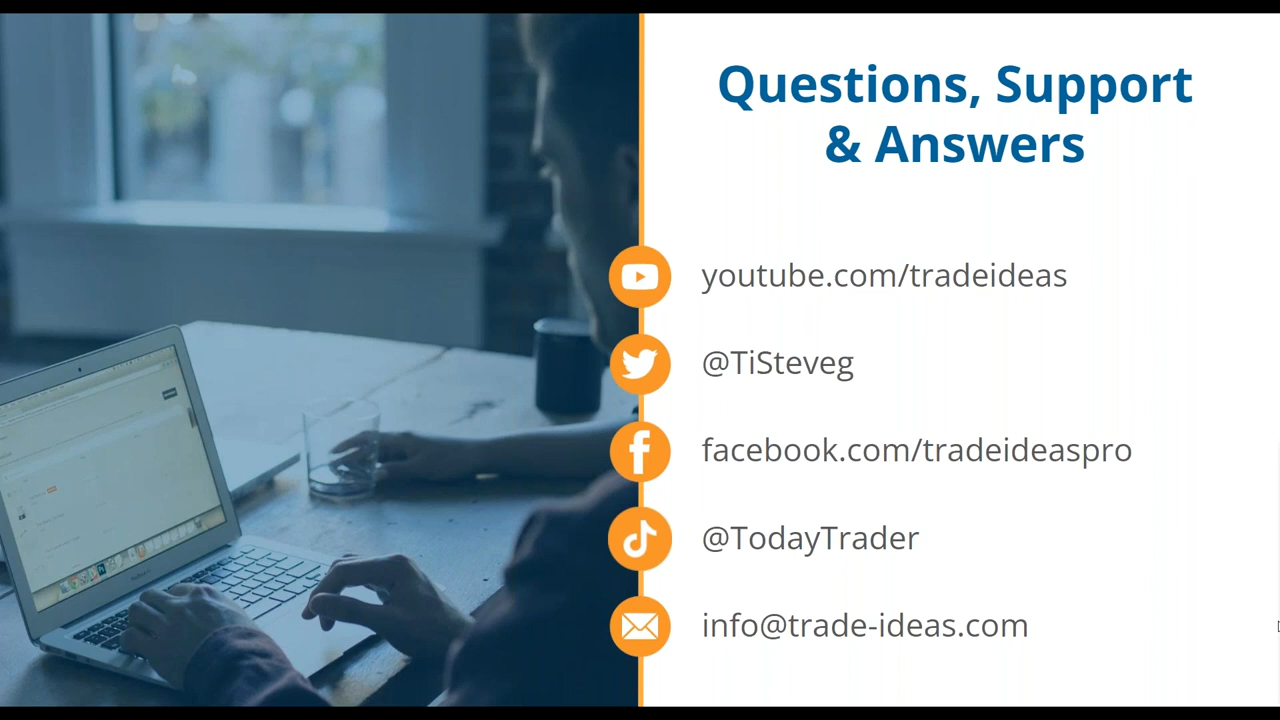 Questions, Support
& Answers
youtube.com/tradeideas
@TiSteveg
facebook.com/tradeideaspro
@TodayTrader
info@trade-ideas.com